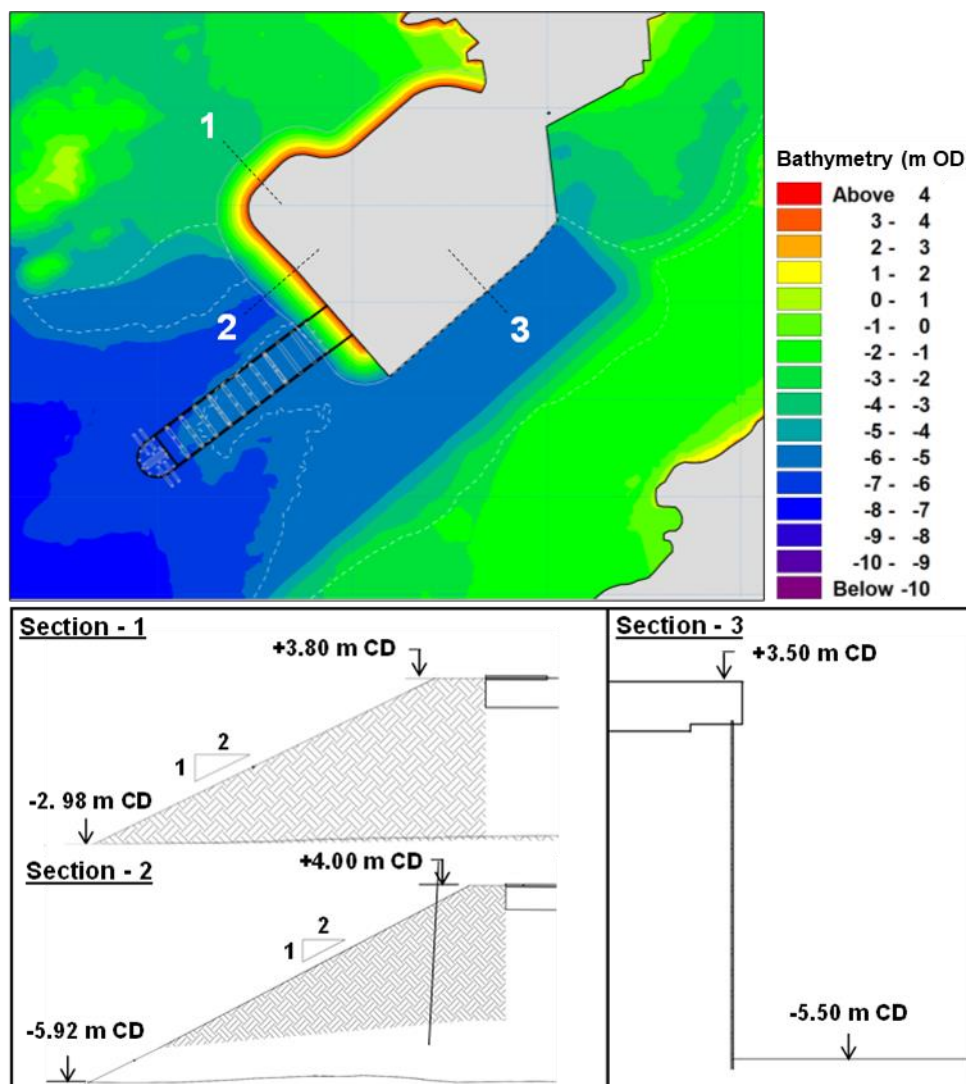 1
2
3
Bathymetry (m OD
Above 4
3 - 4
2 - 3
1 - 2
0 - 1
-1 - 0
-2 - -1
-3 - -2
-4 - -3
-5 - -4
-6 - -5
-7 - -6
-8 - -7
-9 - -8
-10 - -9
Below -10
Section - 1
+3.80 m CD
2
1
-2. 98 m CD
Section - 2
+4.00 m CD
2
1
-5.92 m CD
Section - 3
+3.50 m CD
-5.50 m CD